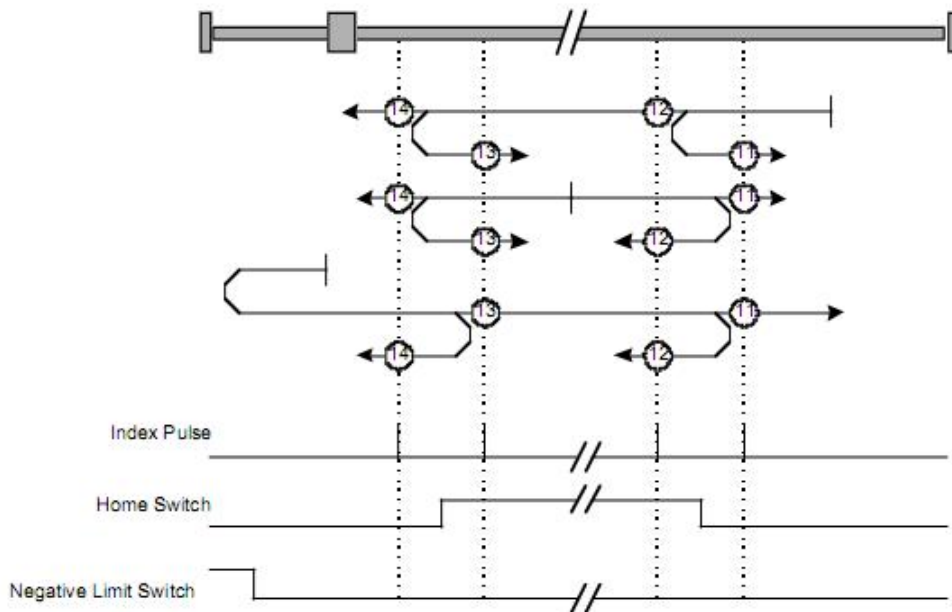 14 12
13 11
14 11
13 12
13 11
14 12
Index Pulse
Home Switch
Negative Limit Switch